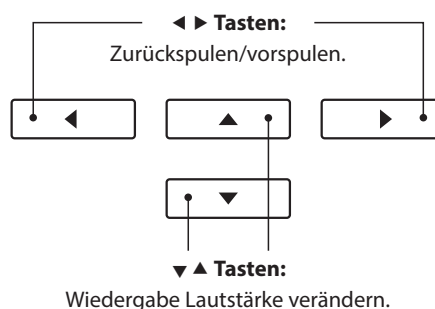 ◀ ▶ Tasten:
Zurückspulen/vorspulen.
▼ ▲ Tasten:
Wiedergabe Lautstärke verändern.